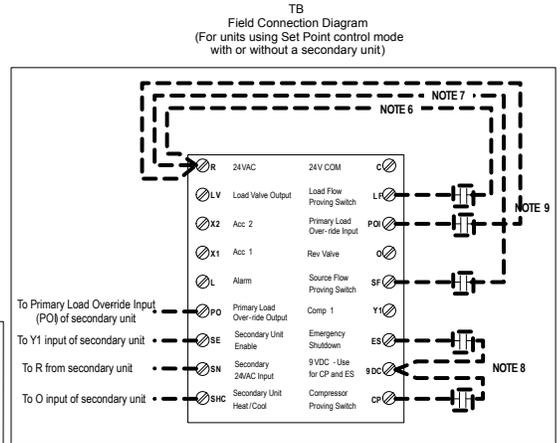 TB
Field Connection Diagram
(For units using Set Point control mode
with or without a secondary unit)
NOTE 7
NOTE 6
R 24VAC 24V COM C
LV Load Valve Output Load Flow Proving Switch LF
NOTE 9
X2 Acc 2 Primary Load Over-ride Input POI
X1 Acc 1 Rev Valve O
L Alarm Source Flow Proving Switch SF
To Primary Load Override Input
(POI) of secondary unit
PO Primary Load Over-ride Output Comp 1 Y1
To Y1 input of secondary unit
SE Secondary Unit Enable Emergency Shutdown ES
To R from secondary unit
SN Secondary 24VAC Input 9 VDC - Use for CP and ES 9DC
NOTE 8
To O input of secondary unit
SHC Secondary Unit Heat/Cool Compressor Proving Switch CP